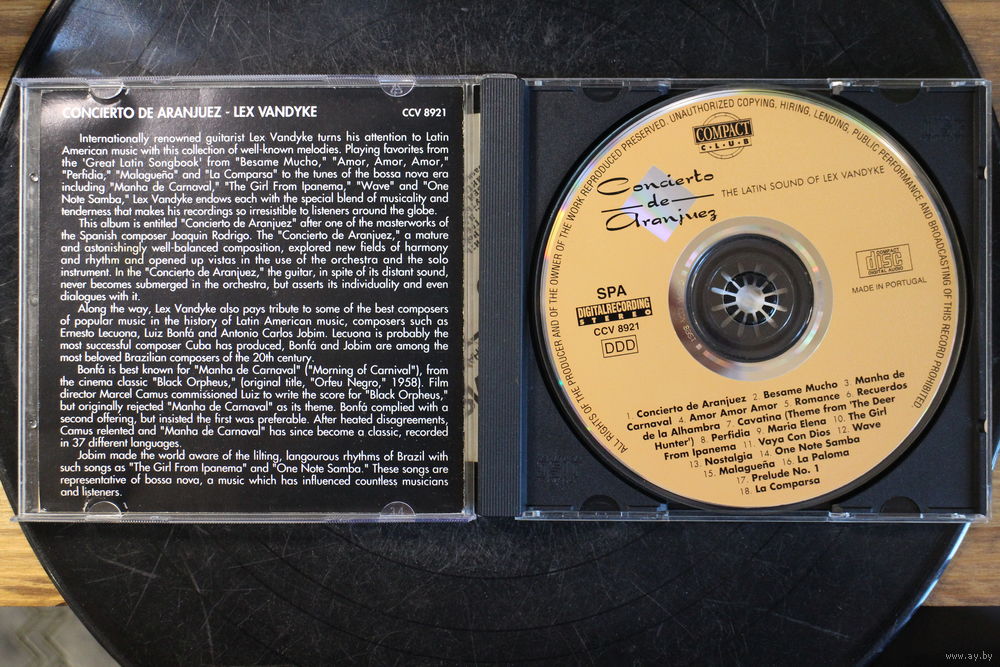 CONCIERTO DE ARANJUEZ - LEX VANDYKE
CCV 8921
Internationally renowned guitarist Lex Vandyke turns his attention to Latin
American music with this collection of well-known melodies. Playing favorites from
the 'Great Latin Songbook' from "Besame Mucho," "Amor, Amor, Amor,"
"Perfidia," "Malagueña" and "La Comparsa" to the tunes of the bossa nova era
including "Manha de Carnaval," "The Girl From Ipanema," "Wave" and "One
Note Samba," Lex Vandyke endows each with the special blend of musicality and
tenderness that makes his recordings so irresistible to listeners around the globe.
This album is entitled "Concierto de Aranjuez" after one of the masterworks of
the Spanish composer Joaquin Rodrigo. The "Concierto de Aranjuez," a mature
and astonishingly well-balanced composition, explored new fields of harmony
and rhythm and opened up vistas in the use of the orchestra and the solo
instrument. In the "Concierto de Aranjuez," the guitar, in spite of its distant sound,
never becomes submerged in the orchestra, but asserts its individuality and even
dialogues with it.
Along the way, Lex Vandyke also pays tribute to some of the best composers
of popular music in the history of Latin American music, composers such as
Ernesto Lecuona, Luiz Bonfá and Antonio Carlos Jobim. Lecuona is probably the
most successful composer Cuba has produced, Bonfá and Jobim are among the
most beloved Brazilian composers of the 20th century.
Bonfá is best known for "Manha de Carnaval" ("Morning of Carnival"), from
the cinema classic "Black Orpheus," (original title, "Orfeu Negro," 1958). Film
director Marcel Camus commissioned Luiz to write the score for "Black Orpheus,"
but originally rejected "Manha de Carnaval" as its theme. Bonfá complied with a
second offering, but insisted the first was preferable. After heated disagreements,
Camus relented and "Manha de Carnaval" has since become a classic, recorded
in 37 different languages.
Jobim made the world aware of the lilting, langourous rhythms of Brazil with
such songs as "The Girl From Ipanema" and "One Note Samba." These songs are
representative of bossa nova, a music which has influenced countless musicians
and listeners.
ALL RIGHTS OF THE PRODUCER AND OF THE OWNER OF THE WORK REPRODUCED RESERVED. UNAUTHORIZED COPYING, HIRING, LENDING, PUBLIC PERFORMANCE AND BROADCASTING OF THIS RECORD PROHIBITED.
COMPACT
CLUB
Concierto
de
Aranjuez
THE LATIN SOUND OF LEX VANDYKE
COMPACT
disc
DIGITAL AUDIO
MADE IN PORTUGAL
SPA
DIGITAL RECORDING
STEREO
CCV 8921
DDD
1. Concierto de Aranjuez 2. Besame Mucho 3. Manha de
Carnaval 4. Amor Amor Amor 5. Romance 6. Recuerdos
de la Alhambra 7. Cavatina (Theme from 'The Deer
Hunter') 8. Perfidia 9. Maria Elena 10. The Girl
From Ipanema 11. Vaya Con Dios 12. Wave
13. Nostalgia 14. One Note Samba
15. Malagueña 16. La Paloma
17. Prelude No. 1
18. La Comparsa
www.ay.by